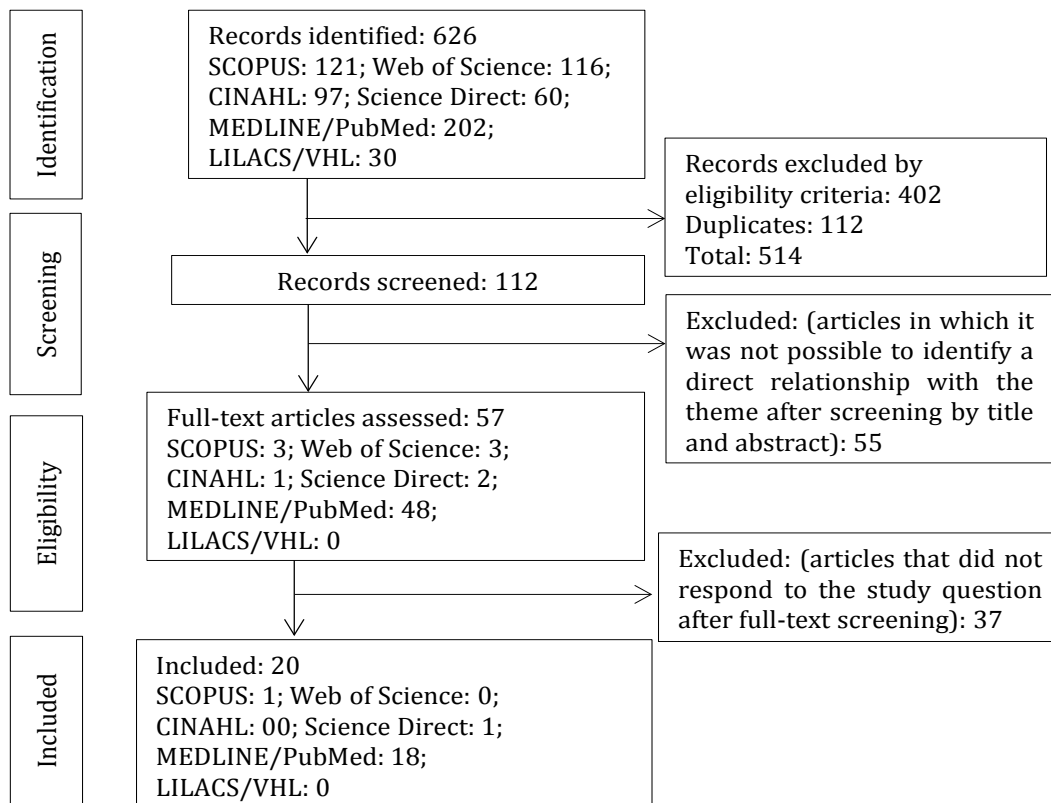 Identification
Records identified: 626
SCOPUS: 121; Web of Science: 116;
CINAHL: 97; Science Direct: 60;
MEDLINE/PubMed: 202;
LILACS/VHL: 30
Records excluded by
eligibility criteria: 402
Duplicates: 112
Total: 514
Screening
Records screened: 112
Excluded: (articles in which it
was not possible to identify a
direct relationship with the
theme after screening by title
and abstract): 55
Eligibility
Full-text articles assessed: 57
SCOPUS: 3; Web of Science: 3;
CINAHL: 1; Science Direct: 2;
MEDLINE/PubMed: 48;
LILACS/VHL: 0
Excluded: (articles that did not
respond to the study question
after full-text screening): 37
Included
Included: 20
SCOPUS: 1; Web of Science: 0;
CINAHL: 00; Science Direct: 1;
MEDLINE/PubMed: 18;
LILACS/VHL: 0